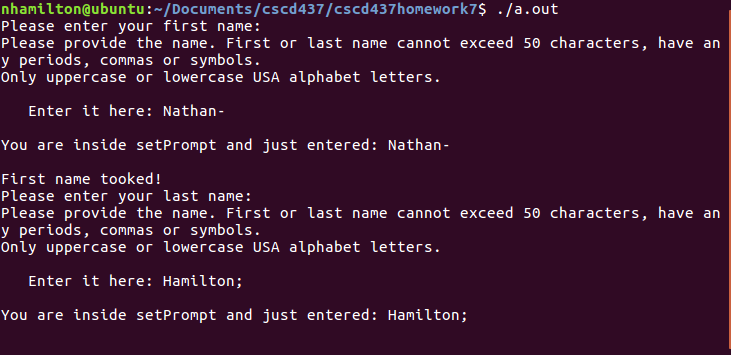 nhamilton@ubuntu:~/Documents/cscd437/cscd437homework7$ ./a.out
Please enter your first name:
Please provide the name. First or last name cannot exceed 50 characters, have an
y periods, commas or symbols.
Only uppercase or lowercase USA alphabet letters.
Enter it here: Nathan-
You are inside setPrompt and just entered: Nathan-
First name tooked!
Please enter your last name:
Please provide the name. First or last name cannot exceed 50 characters, have an
y periods, commas or symbols.
Only uppercase or lowercase USA alphabet letters.
Enter it here: Hamilton;
You are inside setPrompt and just entered: Hamilton;